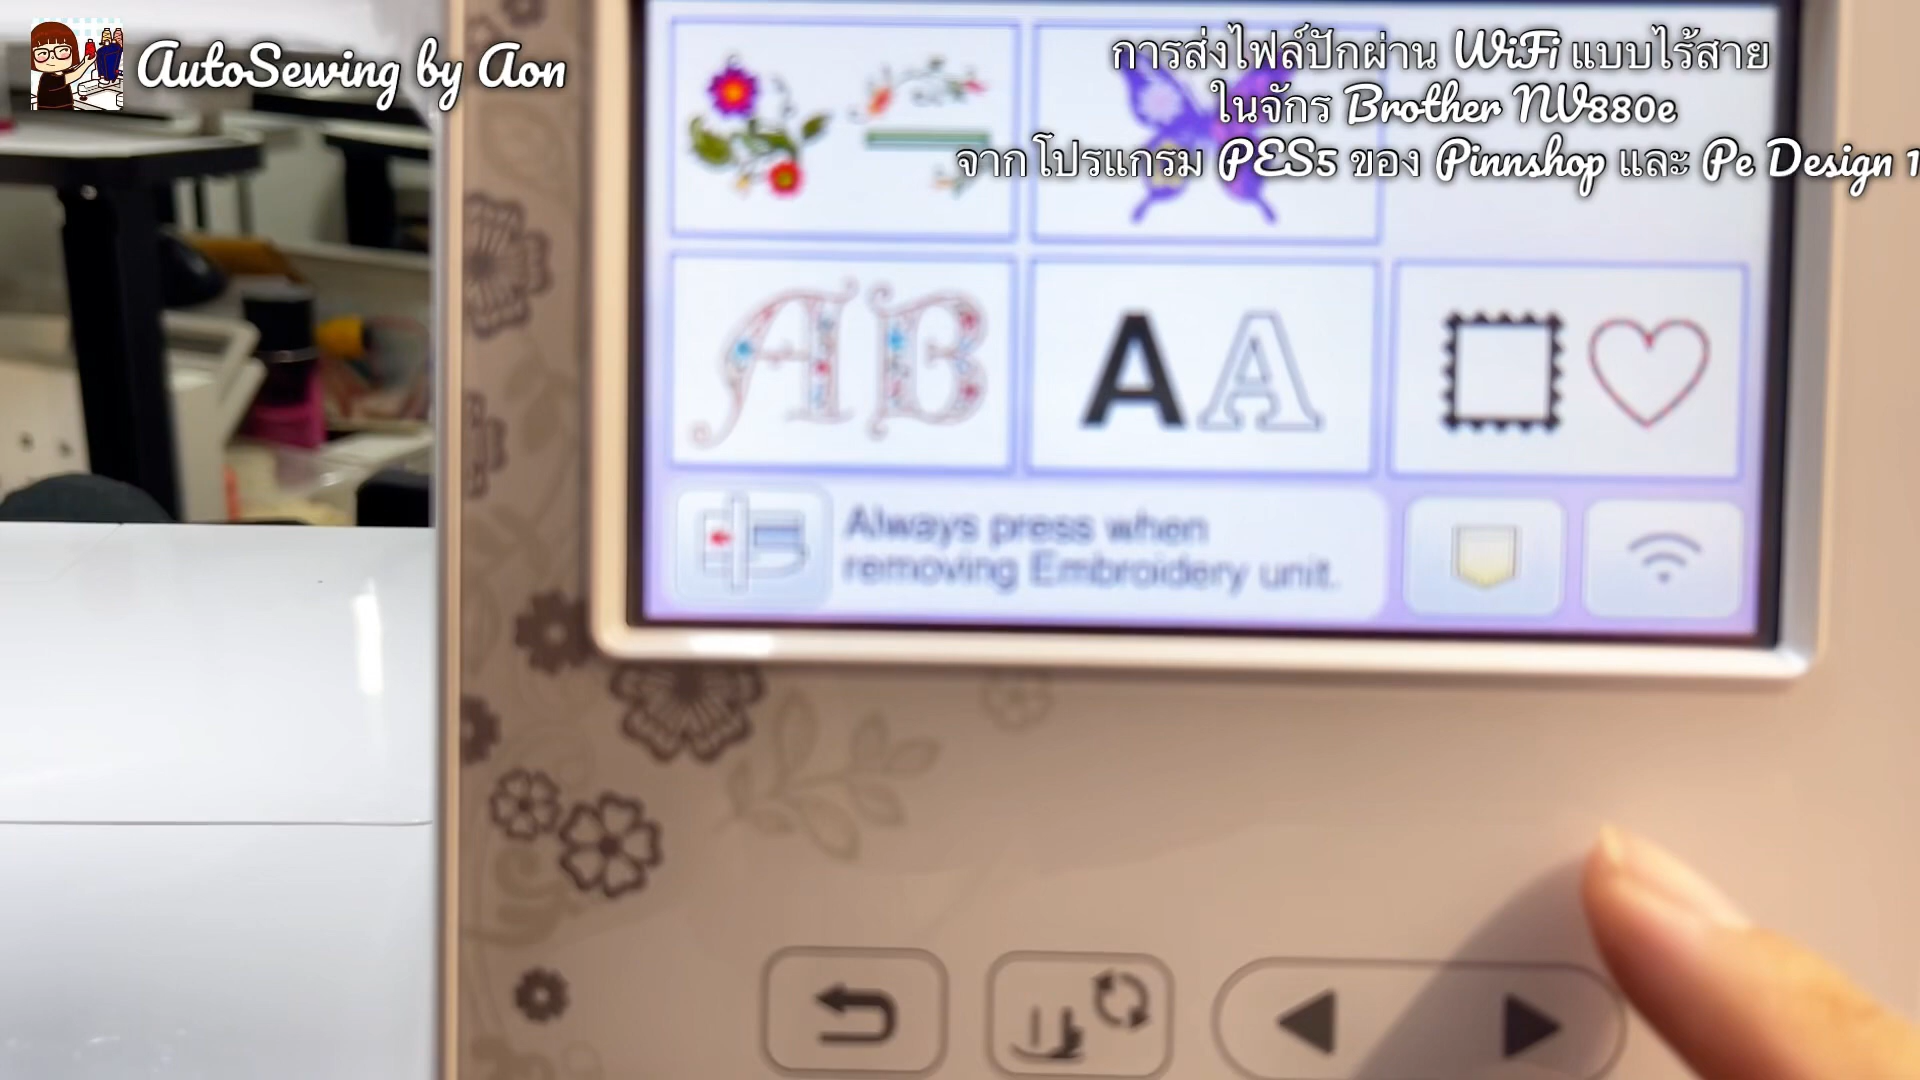 AutoSewing by Aon
การส่งไฟล์ปักผ่าน WiFi แบบไร้สาย
ในจักร Brother NV880e
จากโปรแกรม PES5 ของ Pinnshop และ Pe Design 1
AB
AA
Always press when
removing Embroidery unit.